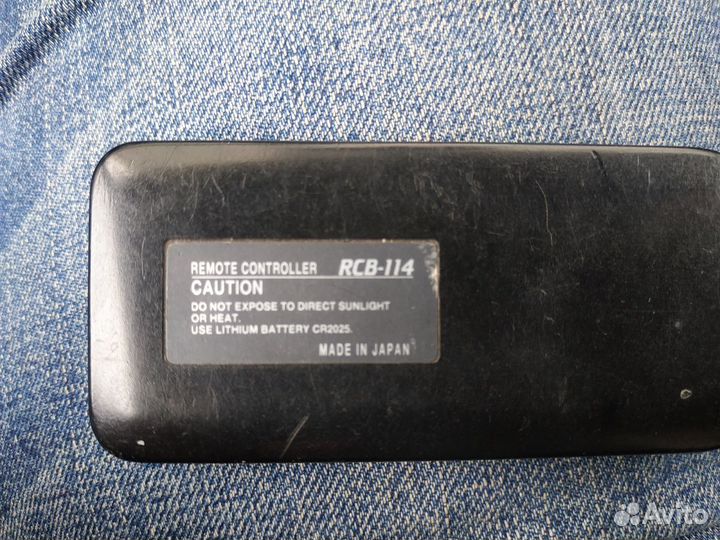 REMOTE CONTROLLER RCB-114
CAUTION
DO NOT EXPOSE TO DIRECT SUNLIGHT
OR HEAT.
USE LITHIUM BATTERY CR2025.
MADE IN JAPAN
Avito